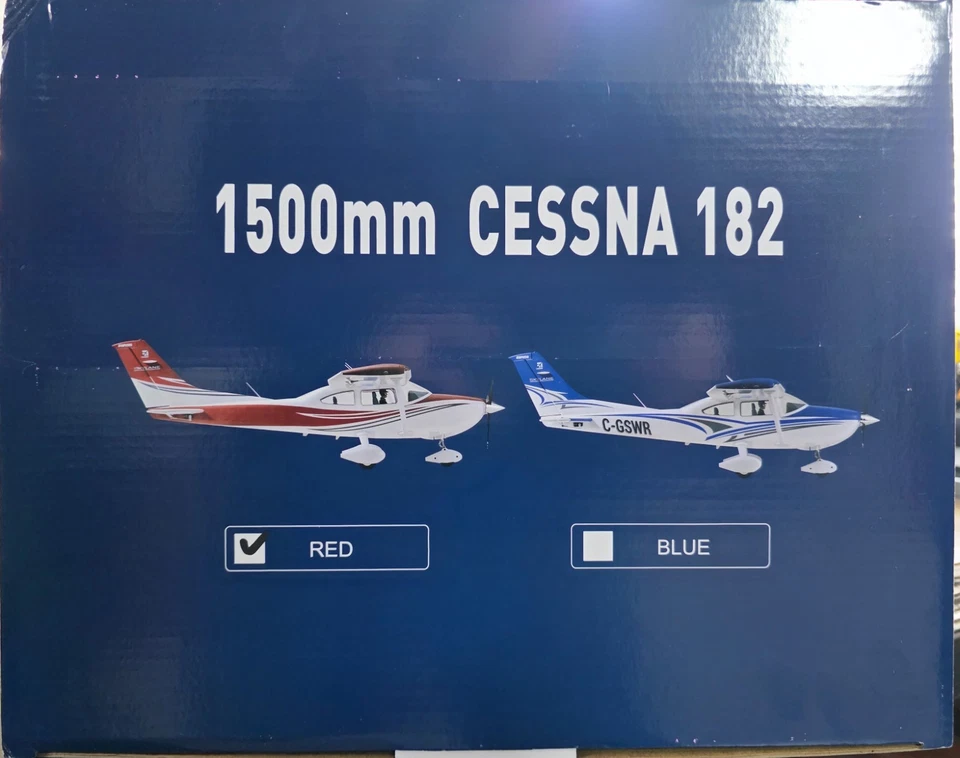 1500mm CESSNA 182
C-GSWR
RED
BLUE